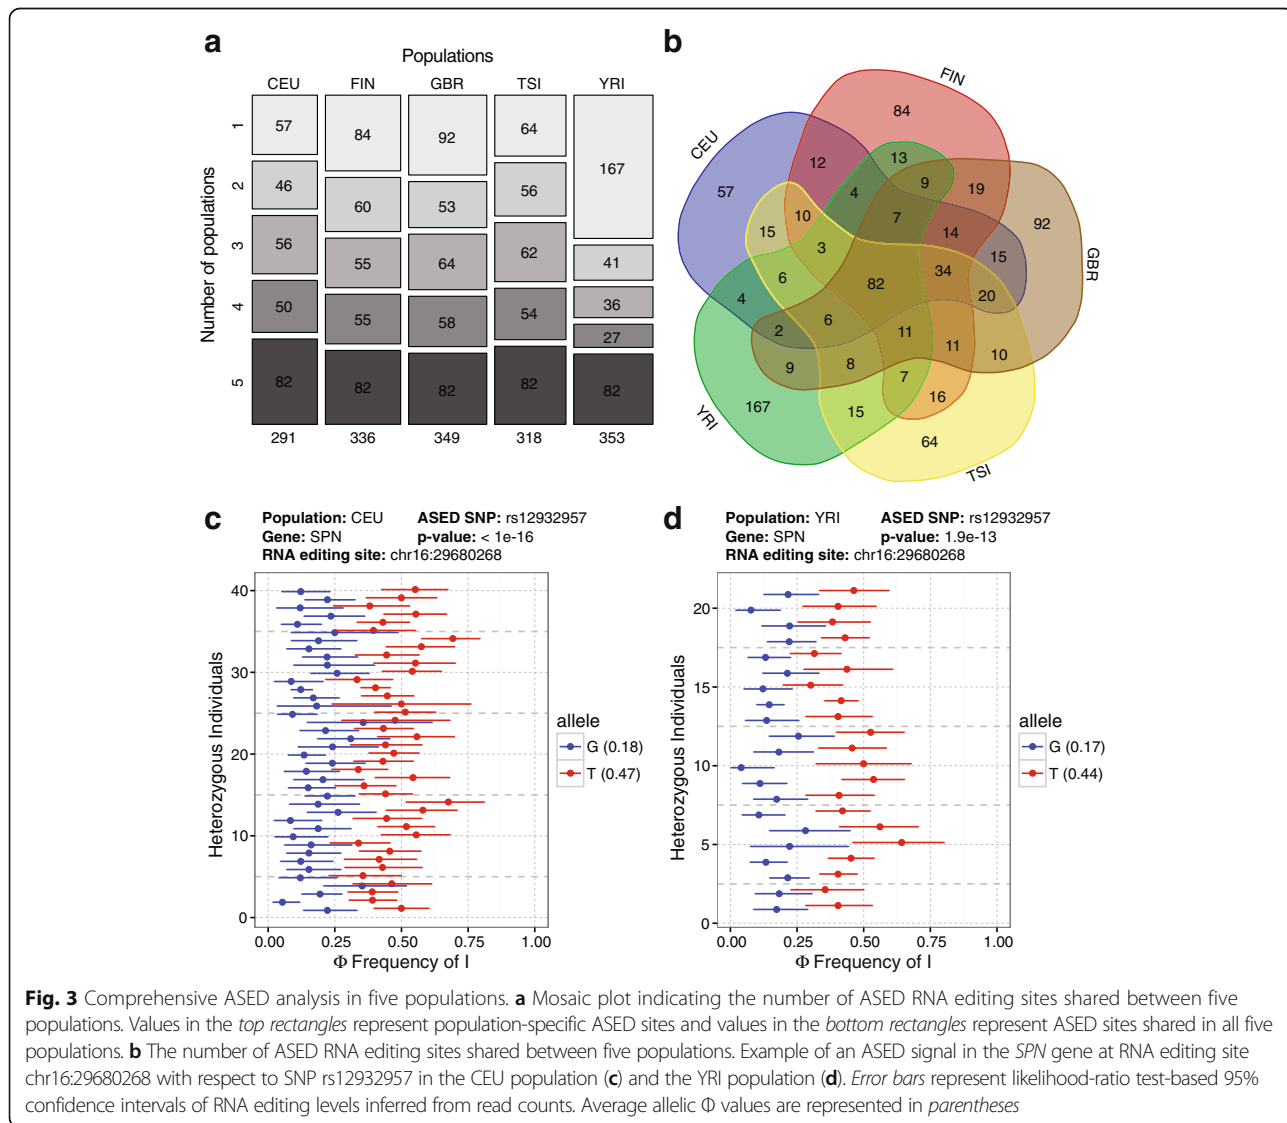 a
Populations
CEU FIN GBR TSI YRI
Number of populations
1 2 3 4 5
57 84 92 64 167
46 60 53 56 41
56 55 64 62 36
50 55 58 54 27
82 82 82 82 82
291 336 349 318 353
b
FIN
CEU
GBR
YRI
TSI
84
12 13
57 4 9 19
92
15 10 7 14 15
3
6 82 34 20
4
2 6 11 11 10
9 8 7
167 15 16
64
c
Population: CEU ASED SNP: rs12932957
Gene: SPN p-value: < 1e-16
RNA editing site: chr16:29680268
Heterozygous Individuals
40
30
20
10
0
0.00 0.25 0.50 0.75 1.00
Φ Frequency of I
allele
G (0.18)
T (0.47)
d
Population: YRI ASED SNP: rs12932957
Gene: SPN p-value: 1.9e-13
RNA editing site: chr16:29680268
Heterozygous Individuals
20
15
10
5
0
0.00 0.25 0.50 0.75 1.00
Φ Frequency of I
allele
G (0.17)
T (0.44)
Fig. 3 Comprehensive ASED analysis in five populations. a Mosaic plot indicating the number of ASED RNA editing sites shared between five
populations. Values in the top rectangles represent population-specific ASED sites and values in the bottom rectangles represent ASED sites shared in all five
populations. b The number of ASED RNA editing sites shared between five populations. Example of an ASED signal in the SPN gene at RNA editing site
chr16:29680268 with respect to SNP rs12932957 in the CEU population (c) and the YRI population (d). Error bars represent likelihood-ratio test-based 95%
confidence intervals of RNA editing levels inferred from read counts. Average allelic Φ values are represented in parentheses